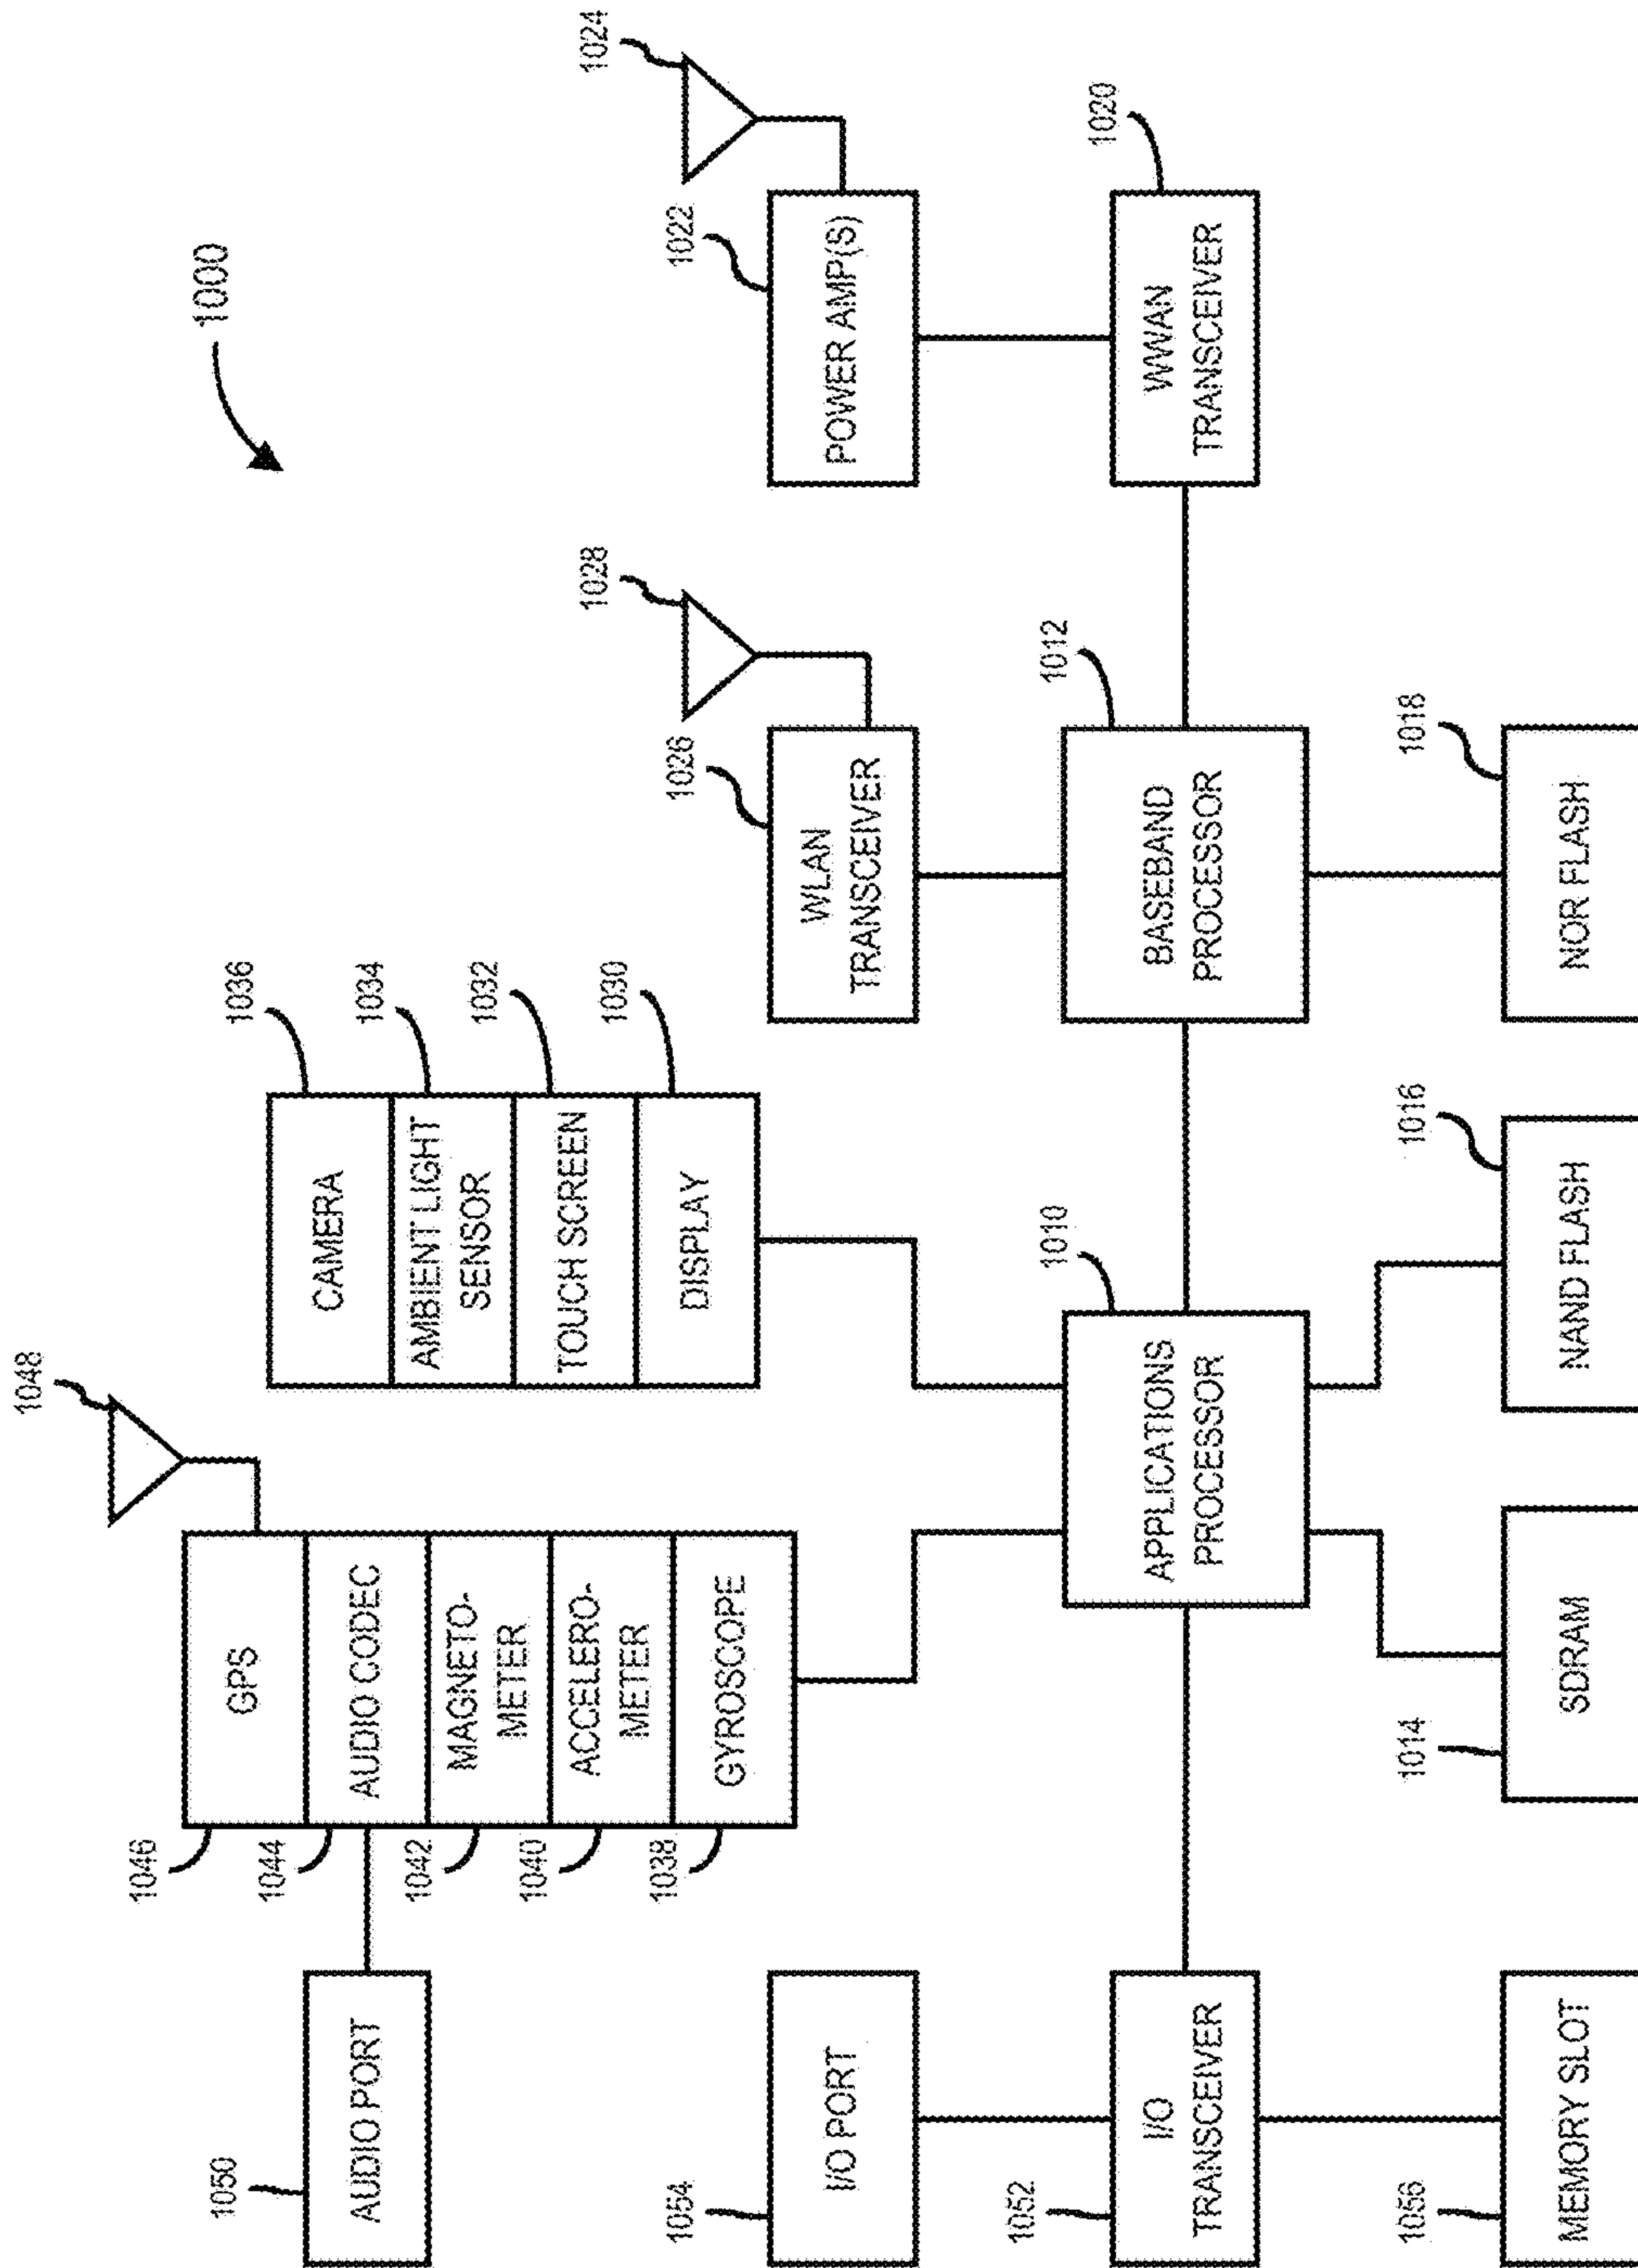 1000
1048
1024
1046
GPS
1044
AUDIO CODEC
1042
MAGNETO-
METER
1040
ACCELERO-
METER
1038
GYROSCOPE
1050
AUDIO PORT
1036
CAMERA
1034
AMBIENT LIGHT
SENSOR
1032
TOUCH SCREEN
1030
DISPLAY
1028
1026
WLAN
TRANSCEIVER
1022
POWER AMP(S)
1054
I/O PORT
1052
I/O
TRANSCEIVER
1010
APPLICATIONS
PROCESSOR
1012
BASEBAND
PROCESSOR
1020
WWAN
TRANSCEIVER
1056
MEMORY SLOT
1014
SDRAM
1016
NAND FLASH
1018
NOR FLASH